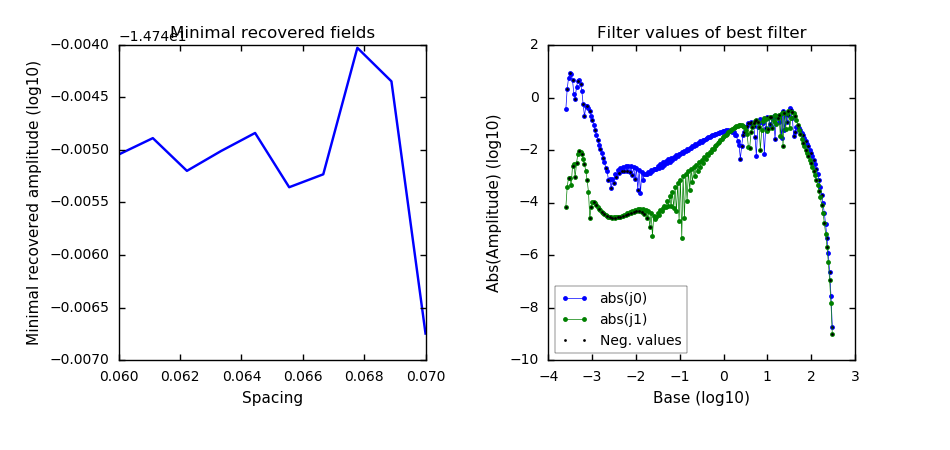 Minimal recovered fields
−1.474e1
Minimal recovered amplitude (log10)
−0.0040
−0.0045
−0.0050
−0.0055
−0.0060
−0.0065
−0.0070
0.060 0.062 0.064 0.066 0.068 0.070
Spacing
Filter values of best filter
Abs(Amplitude) (log10)
2
0
−2
−4
−6
−8
−10
abs(j0)
abs(j1)
Neg. values
−4 −3 −2 −1 0 1 2 3
Base (log10)